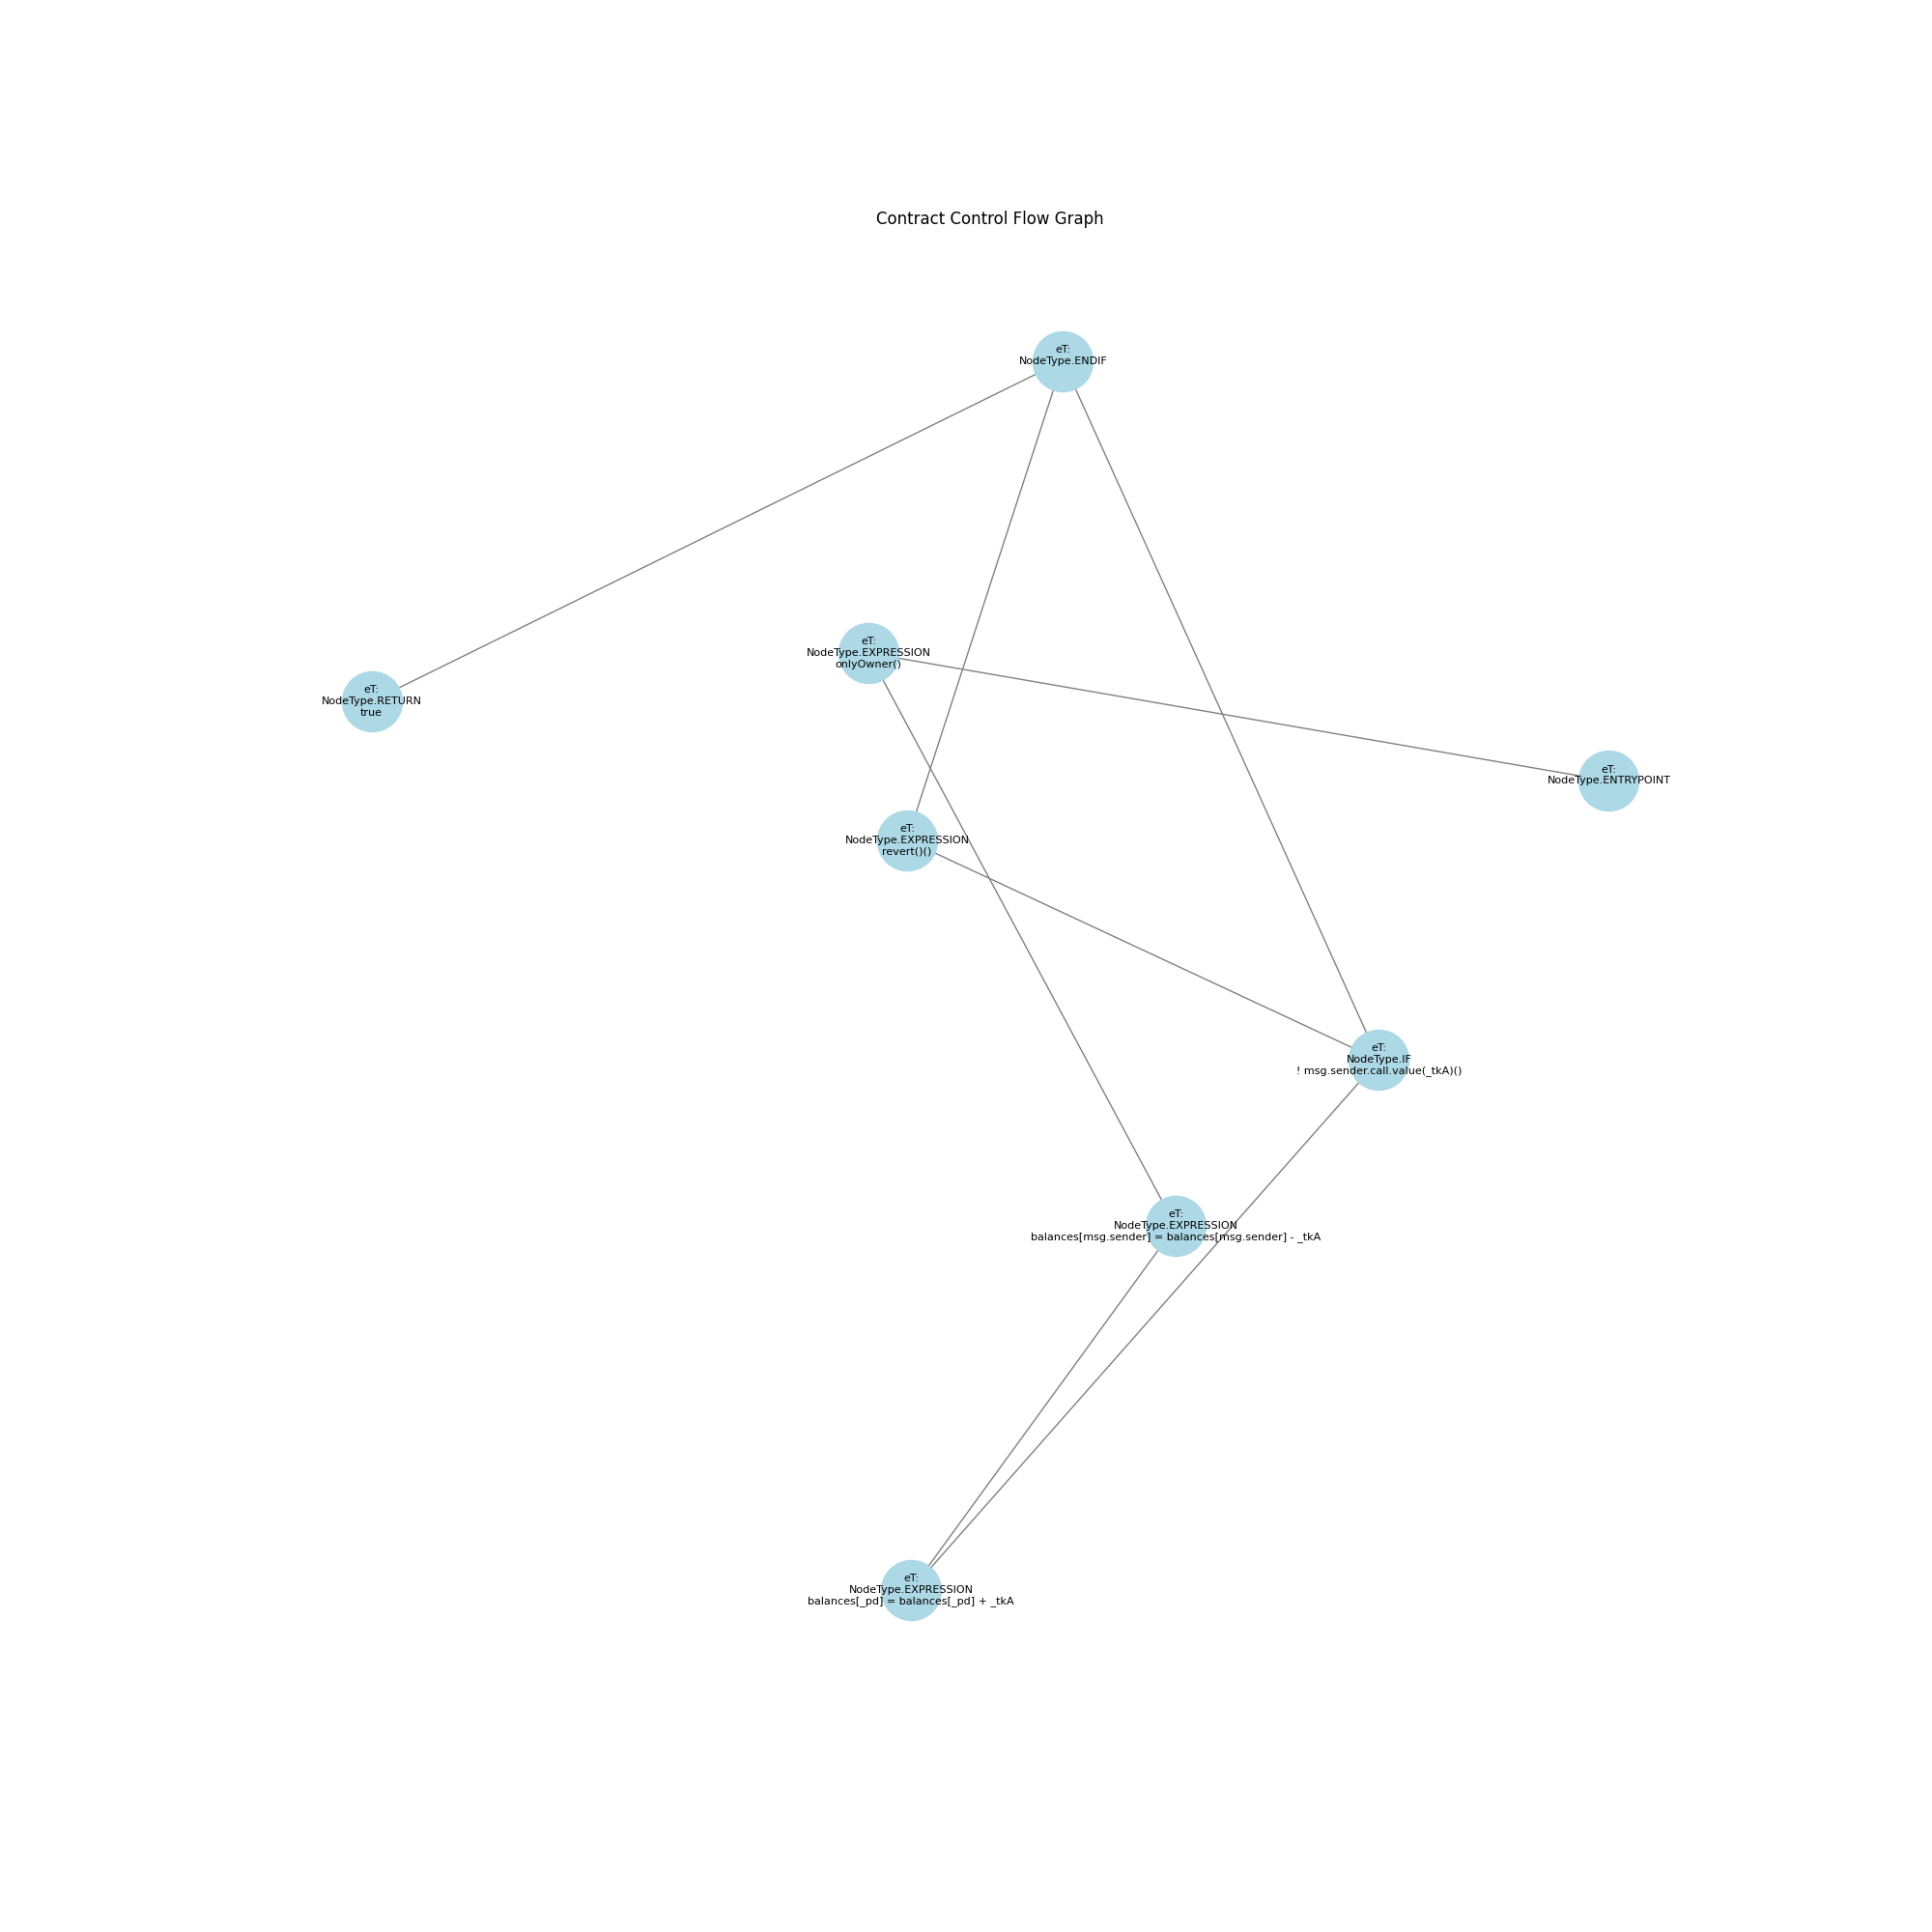 Contract Control Flow Graph
eT:
NodeType.ENDIF
eT:
NodeType.EXPRESSION
onlyOwner()
eT:
NodeType.RETURN
true
eT:
NodeType.ENTRYPOINT
eT:
NodeType.EXPRESSION
revert()()
eT:
NodeType.IF
! msg.sender.call.value(_tkA)()
eT:
NodeType.EXPRESSION
balances[msg.sender] = balances[msg.sender] - _tkA
eT:
NodeType.EXPRESSION
balances[_pd] = balances[_pd] + _tkA